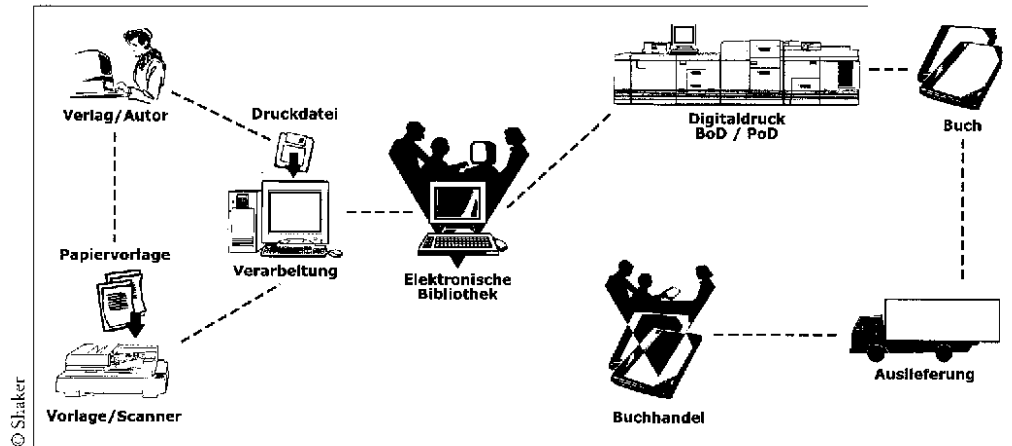 Verlag/Autor
Druckdatei
Digitaldruck
BoD / PoD
Buch
Papiervorlage
Verarbeitung
Elektronische
Bibliothek
Vorlage/Scanner
Buchhandel
Auslieferung
© Shaker